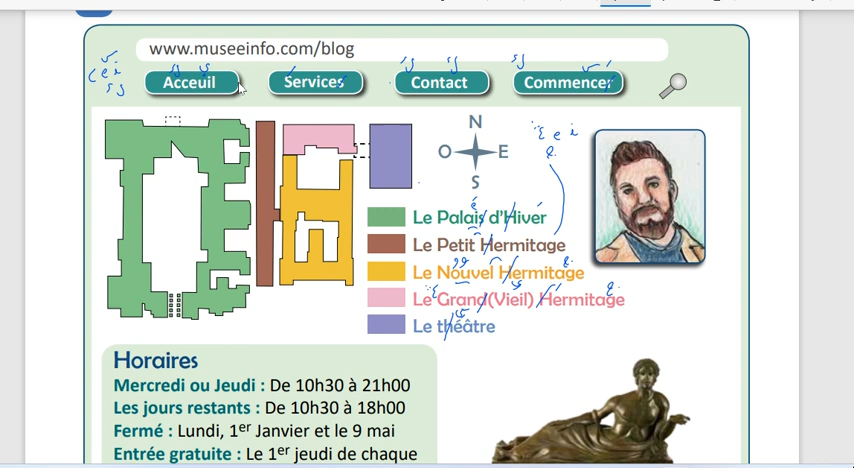 www.museeinfo.com/blog
Acceuil Services Contact Commencer
N
O E
S
Le Palais d'Hiver
Le Petit Hermitage
Le Nouvel Hermitage
Le Grand(Vieil) Hermitage
Le théâtre
Horaires
Mercredi ou Jeudi : De 10h30 à 21h00
Les jours restants : De 10h30 à 18h00
Fermé : Lundi, 1er Janvier et le 9 mai
Entrée gratuite : Le 1er jeudi de chaque